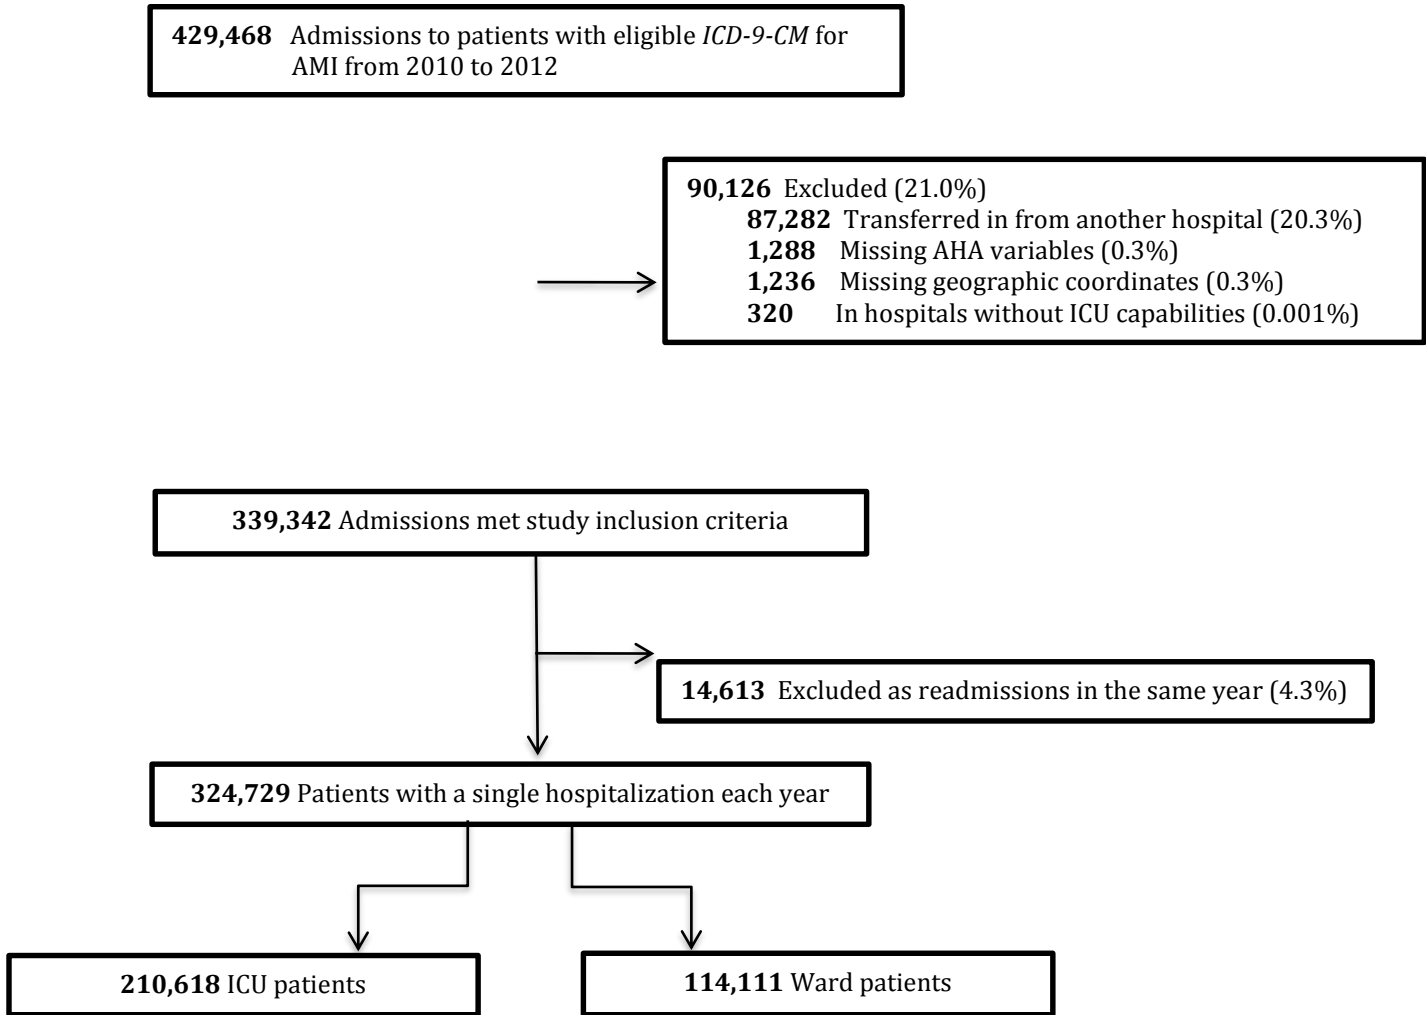 429,468 Admissions to patients with eligible ICD-9-CM for
AMI from 2010 to 2012
90,126 Excluded (21.0%)
87,282 Transferred in from another hospital (20.3%)
1,288 Missing AHA variables (0.3%)
1,236 Missing geographic coordinates (0.3%)
320 In hospitals without ICU capabilities (0.001%)
339,342 Admissions met study inclusion criteria
14,613 Excluded as readmissions in the same year (4.3%)
324,729 Patients with a single hospitalization each year
210,618 ICU patients
114,111 Ward patients